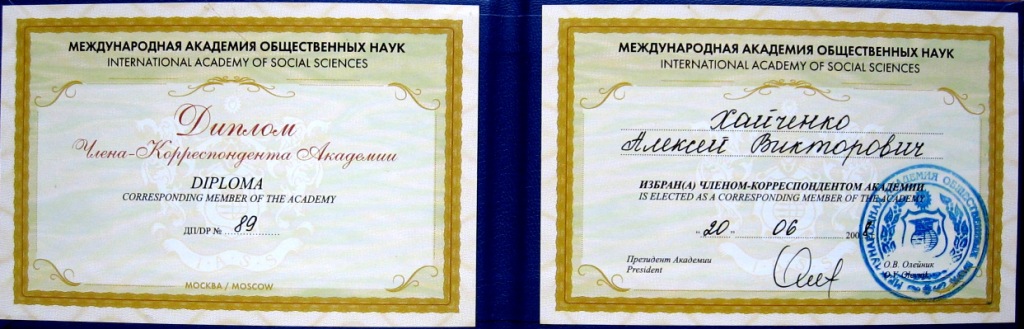 МЕЖДУНАРОДНАЯ АКАДЕМИЯ ОБЩЕСТВЕННЫХ НАУК
INTERNATIONAL ACADEMY OF SOCIAL SCIENCES
Диплом
Члена-Корреспондента Академии
DIPLOMA
CORRESPONDING MEMBER OF THE ACADEMY
ДП/DP № 89
МОСКВА / MOSCOW
МЕЖДУНАРОДНАЯ АКАДЕМИЯ ОБЩЕСТВЕННЫХ НАУК
INTERNATIONAL ACADEMY OF SOCIAL SCIENCES
Хайченко
Алексей Викторович
ИЗБРАН(А) ЧЛЕНОМ-КОРРЕСПОНДЕНТОМ АКАДЕМИИ
IS ELECTED AS A CORRESPONDING MEMBER OF THE ACADEMY
"20" 06
Президент Академии
President
О.В. Олейник